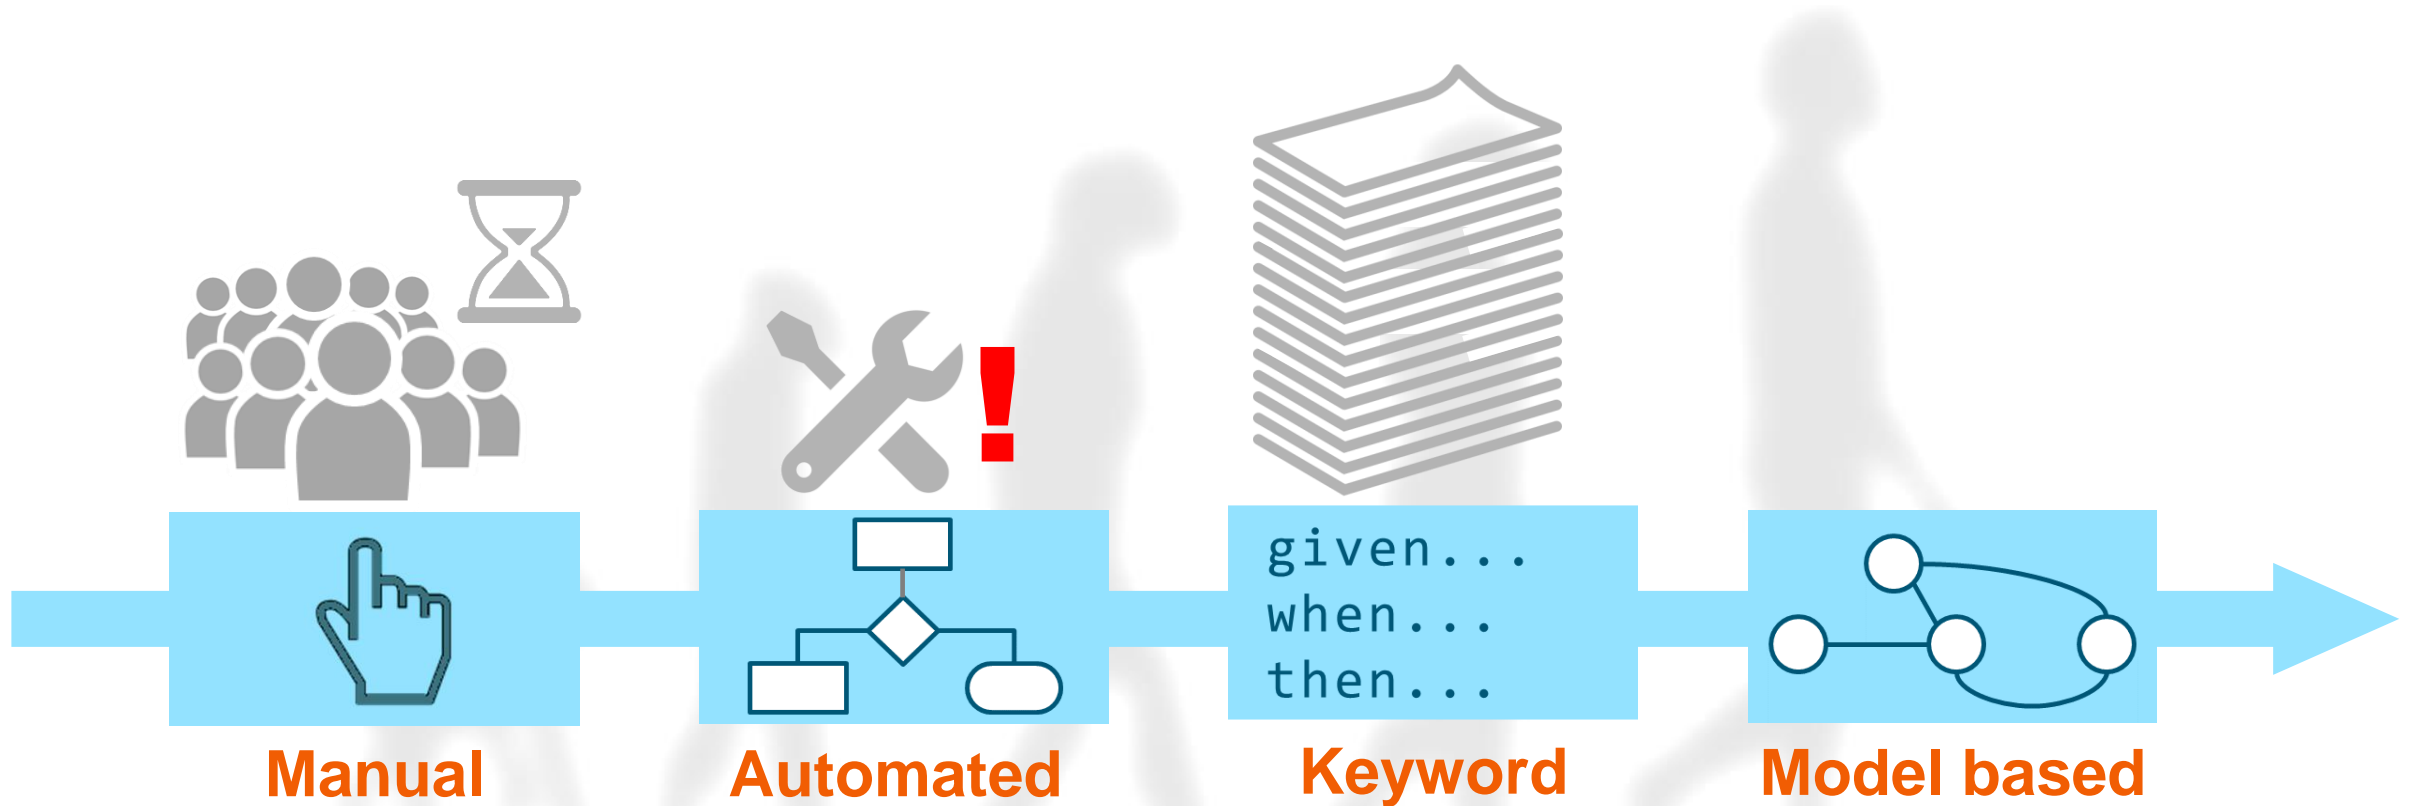 !
given...
when...
then...
Manual
Automated
Keyword
Model based